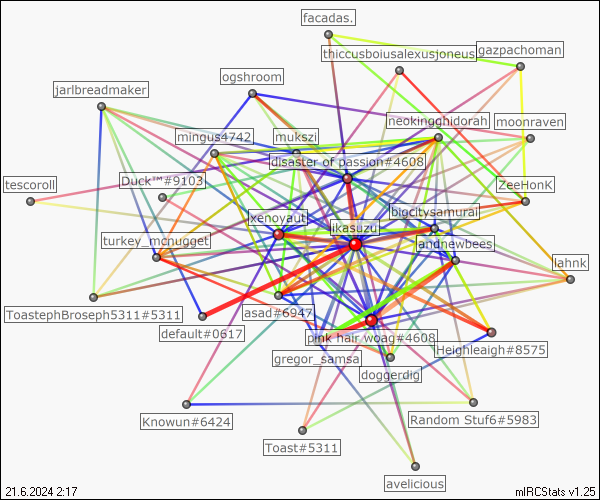 facadas.
thiccusboiusalexusjoneus
gazpachoman
ogshroom
jarlbreadmaker
neokingghidorah
moonraven
mingus4742
mukszi
disaster of passion#4608
tescoroll
Duck™#9103
ZeeHonK
xenoyaut
bigcitysamurai
likasuzu
turkey_mcnugget
andnewbees
lahnk
ToastephBroseph5311#5311
asad#6947
default#0617
pink hair woag#4608
Heighleaigh#8575
gregor_samsa
doggerdig
Knowun#6424
Random Stuf6#5983
Toast#5311
avelicious
21.6.2024 2:17
mIRCStats v1.25